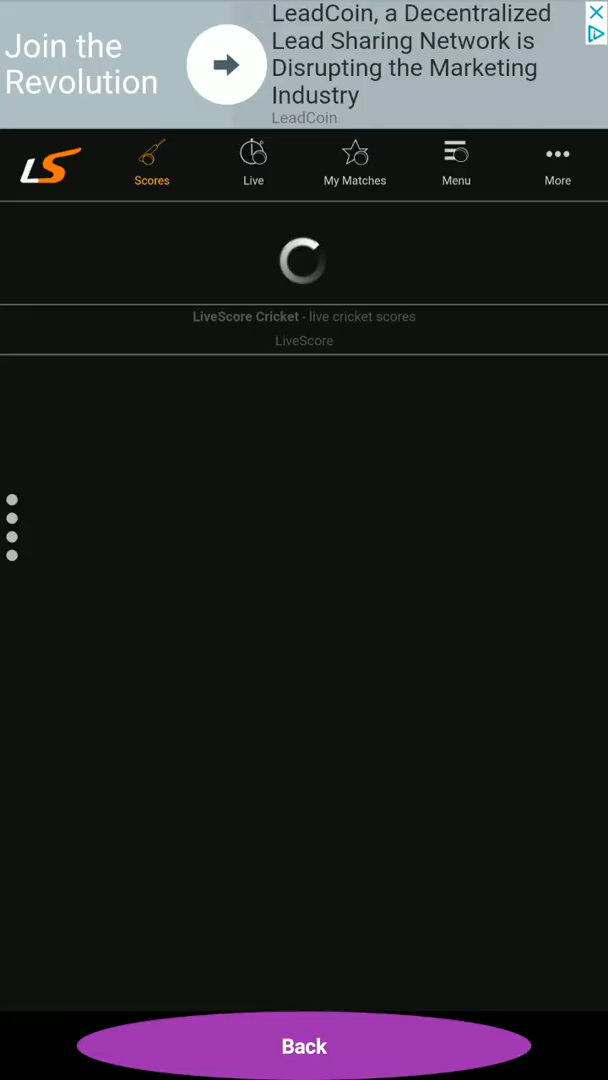 Join the
Revolution
LeadCoin, a Decentralized
Lead Sharing Network is
Disrupting the Marketing
Industry
LeadCoin
LS
Scores
Live
My Matches
Menu
More
LiveScore Cricket - live cricket scores
LiveScore
Back